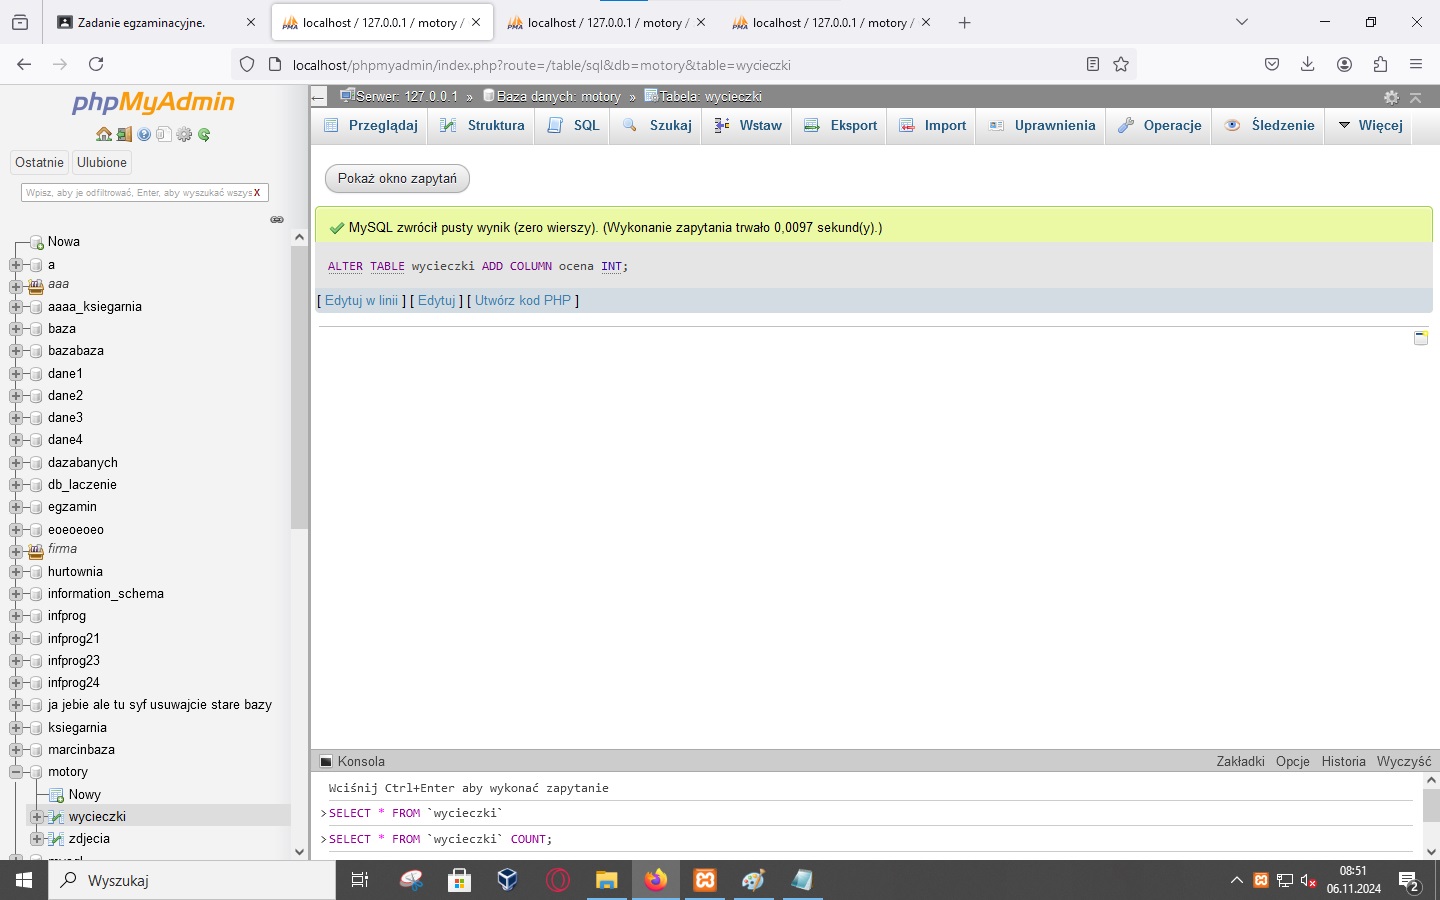 Zadanie egzaminacyjne.
localhost / 127.0.0.1 / motory /
localhost / 127.0.0.1 / motory /
localhost / 127.0.0.1 / motory /
localhost/phpmyadmin/index.php?route=/table/sql&db=motory&table=wycieczki
phpMyAdmin
Ostatnie
Ulubione
Wpisz, aby je odfiltrować, Enter, aby wyszukać wszys X
Nowa
a
aaa
aaaa_ksiegarnia
baza
bazabaza
dane1
dane2
dane3
dane4
dazabanych
db_laczenie
egzamin
eoeoeoeo
firma
hurtownia
information_schema
infprog
infprog21
infprog23
infprog24
ja jebie ale tu syf usuwajcie stare bazy
ksiegarnia
marcinbaza
motory
Nowy
wycieczki
zdjecia
Serwer: 127.0.0.1 » Baza danych: motory » Tabela: wycieczki
Przeglądaj Struktura SQL Szukaj Wstaw Eksport Import Uprawnienia Operacje Śledzenie Więcej
Pokaż okno zapytań
MySQL zwrócił pusty wynik (zero wierszy). (Wykonanie zapytania trwało 0,0097 sekund(y).)
ALTER TABLE wycieczki ADD COLUMN ocena INT;
[ Edytuj w linii ] [ Edytuj ] [ Utwórz kod PHP ]
Konsola
Zakładki Opcje Historia Wyczyść
Wciśnij Ctrl+Enter aby wykonać zapytanie
>SELECT * FROM `wycieczki`
>SELECT * FROM `wycieczki` COUNT;
Wyszukaj
08:51
06.11.2024
2